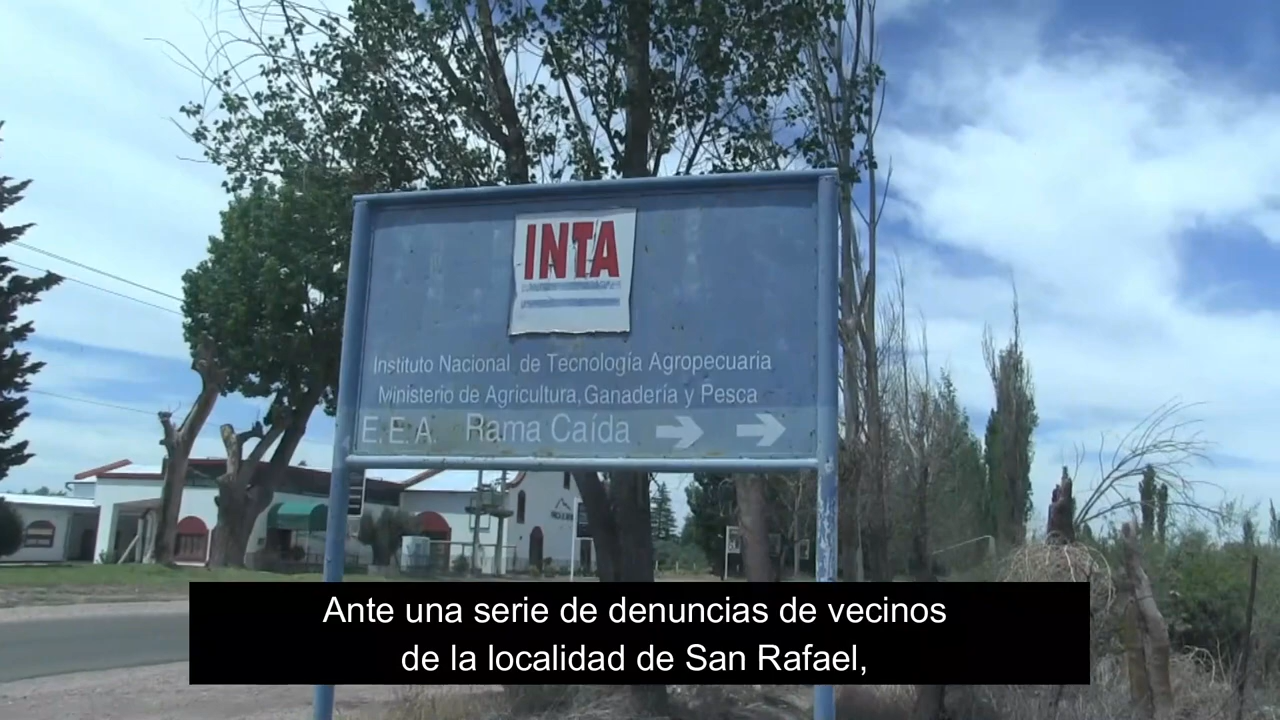 INTA
Instituto Nacional de Tecnología Agropecuaria
Ministerio de Agricultura, Ganadería y Pesca
E.E.A. Rama Caída
Ante una serie de denuncias de vecinos
de la localidad de San Rafael,